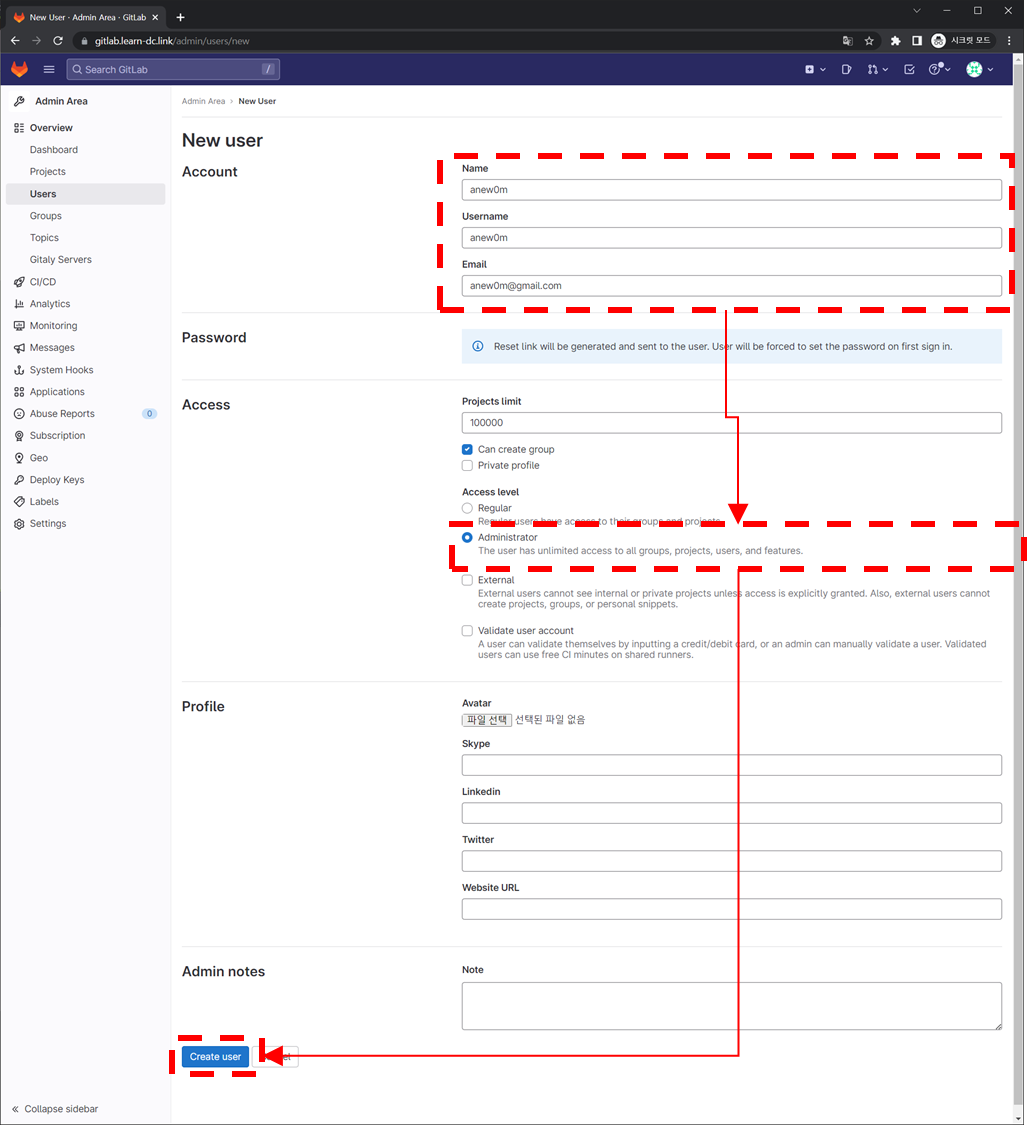 New User · Admin Area · GitLab
gitlab.learn-dc.link/admin/users/new
시크릿 모드
Search GitLab
/
Admin Area
Overview
Dashboard
Projects
Users
Groups
Topics
Gitaly Servers
CI/CD
Analytics
Monitoring
Messages
System Hooks
Applications
Abuse Reports
0
Subscription
Geo
Deploy Keys
Labels
Settings
Collapse sidebar
Admin Area › New User
New user
Account
Name
anew0m
Username
anew0m
Email
anew0m@gmail.com
Password
Reset link will be generated and sent to the user. User will be forced to set the password on first sign in.
Access
Projects limit
100000
Can create group
Private profile
Access level
Regular
Regular users have access to their groups and projects.
Administrator
The user has unlimited access to all groups, projects, users, and features.
External
External users cannot see internal or private projects unless access is explicitly granted. Also, external users cannot
create projects, groups, or personal snippets.
Validate user account
A user can validate themselves by inputting a credit/debit card, or an admin can manually validate a user. Validated
users can use free CI minutes on shared runners.
Profile
Avatar
파일 선택 선택된 파일 없음
Skype
Linkedin
Twitter
Website URL
Admin notes
Note
Create user